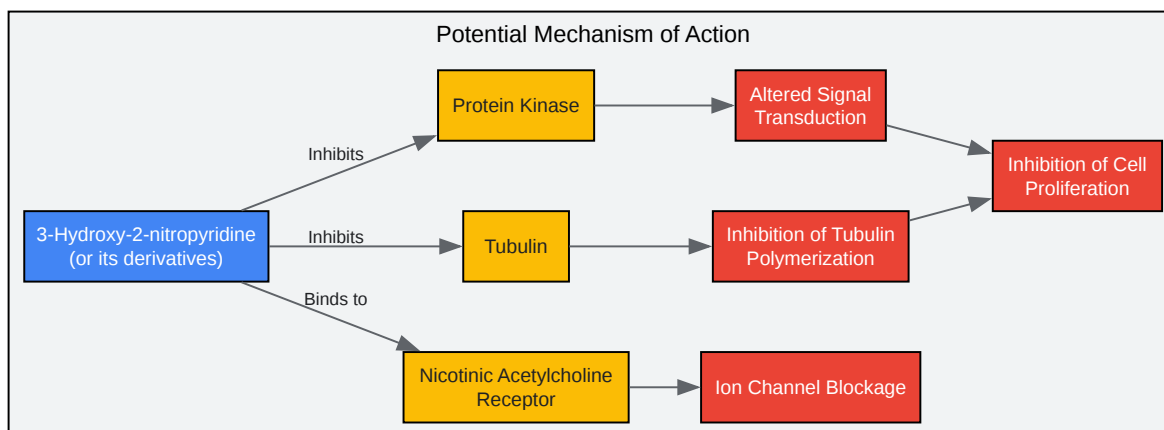 Potential Mechanism of Action
Protein Kinase
Altered Signal
Transduction
Inhibits
Inhibition of Cell
Proliferation
3-Hydroxy-2-nitropyridine
(or its derivatives)
Inhibits
Tubulin
Inhibition of Tubulin
Polymerization
Binds to
Nicotinic Acetylcholine
Receptor
Ion Channel Blockage